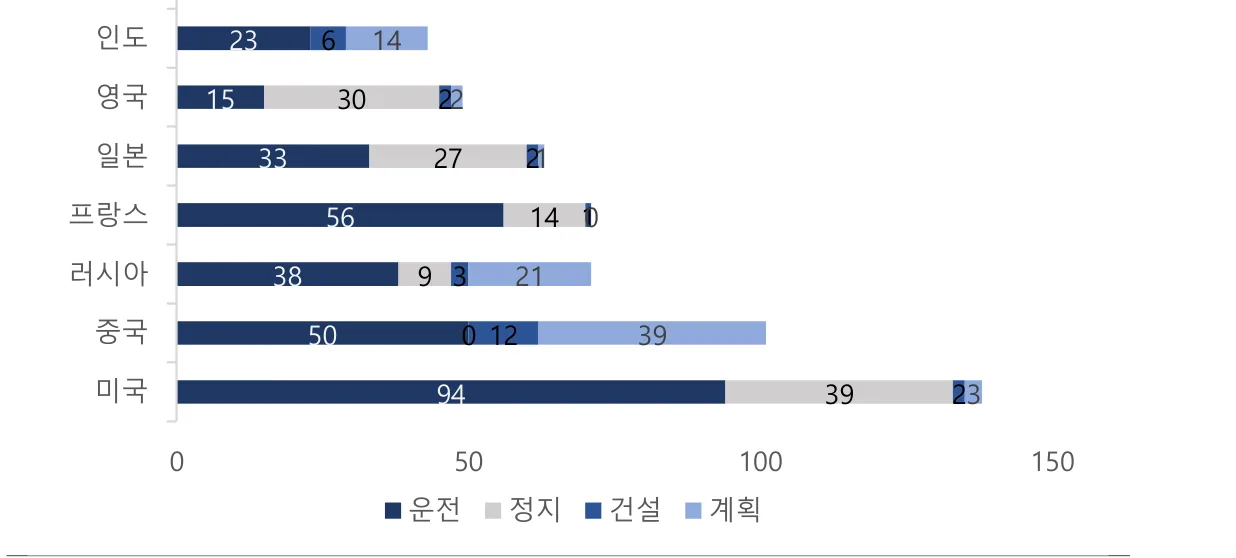 인도 23 6 14
영국 15 30 2 2
일본 33 27 2 1
프랑스 56 14 1 0
러시아 38 9 3 21
중국 50 0 12 39
미국 94 39 2 3
0 50 100 150
운전 정지 건설 계획